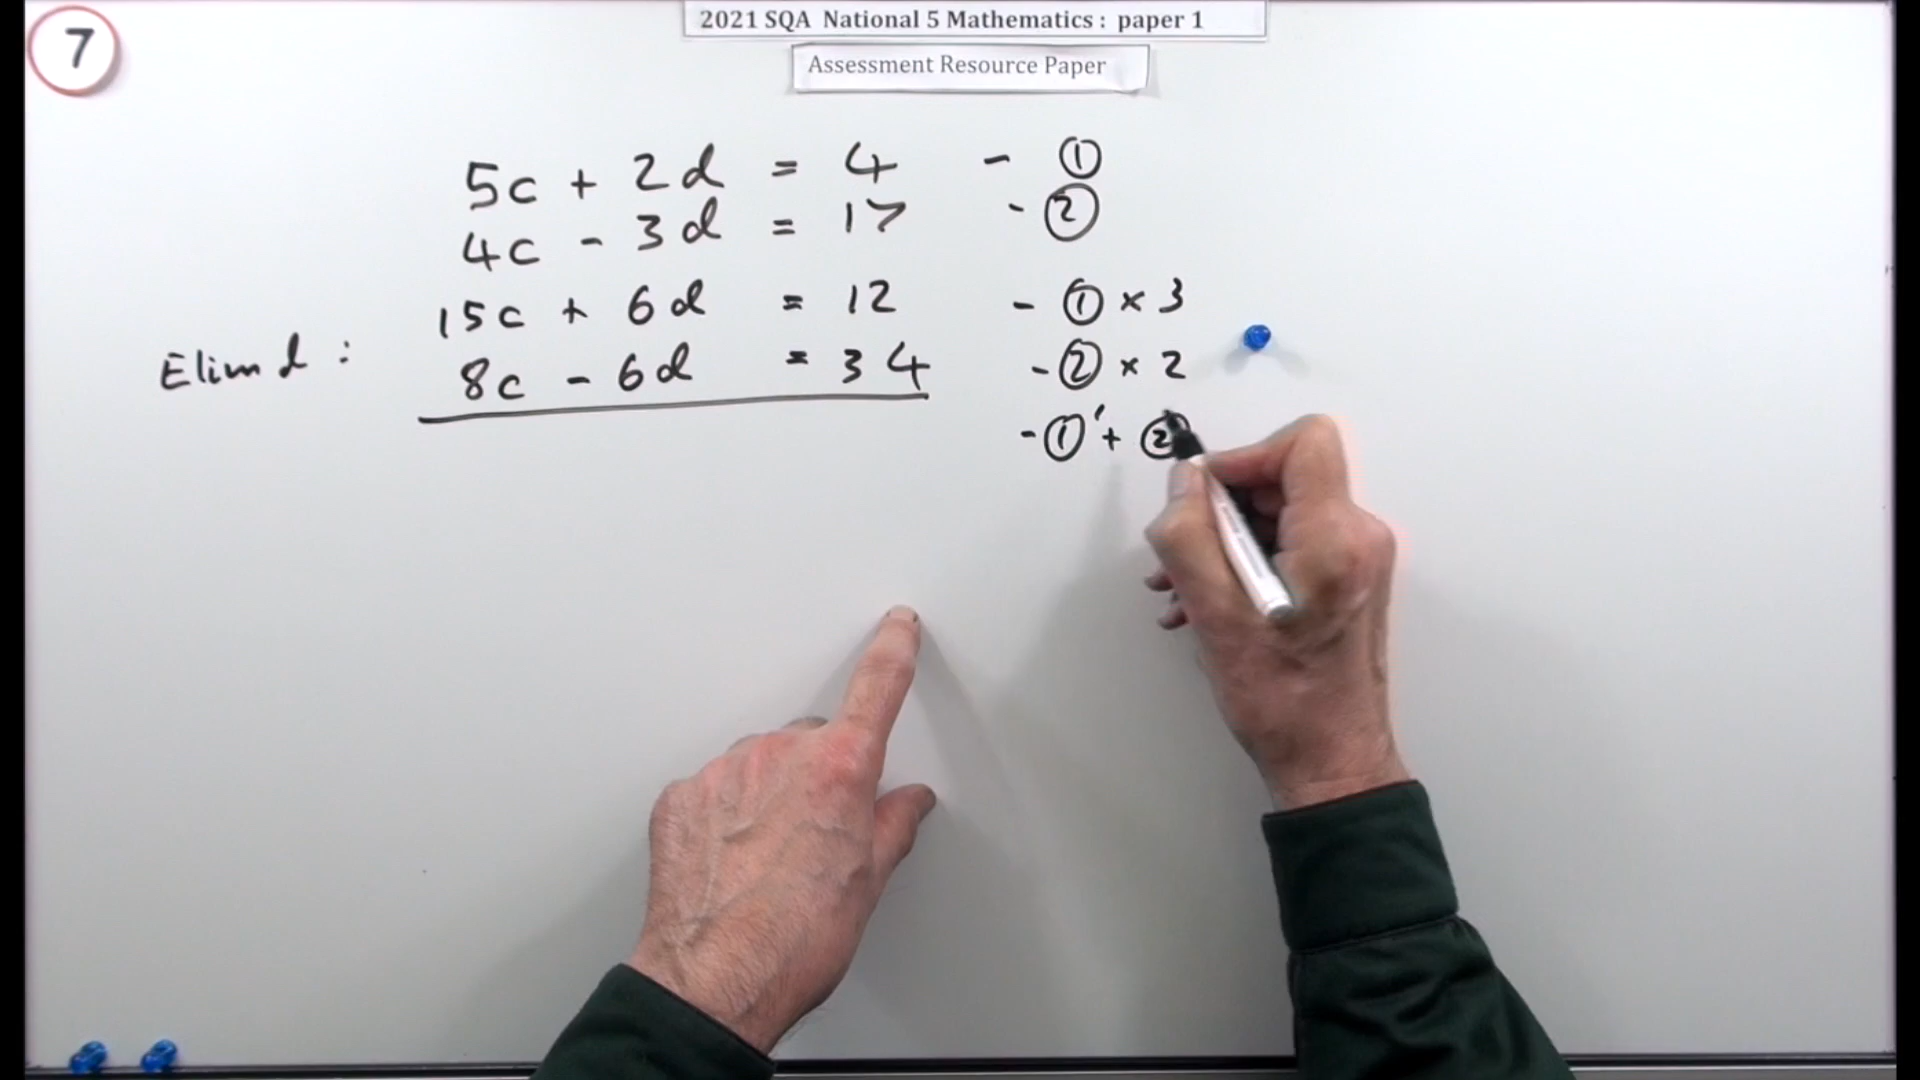 7
2021 SQA National 5 Mathematics : paper 1
Assessment Resource Paper
5c + 2d = 4 - ①
4c - 3d = 17 - ②
15c + 6d = 12 - ① × 3
Elim d : 8c - 6d = 34 - ② × 2
- ①' + ②